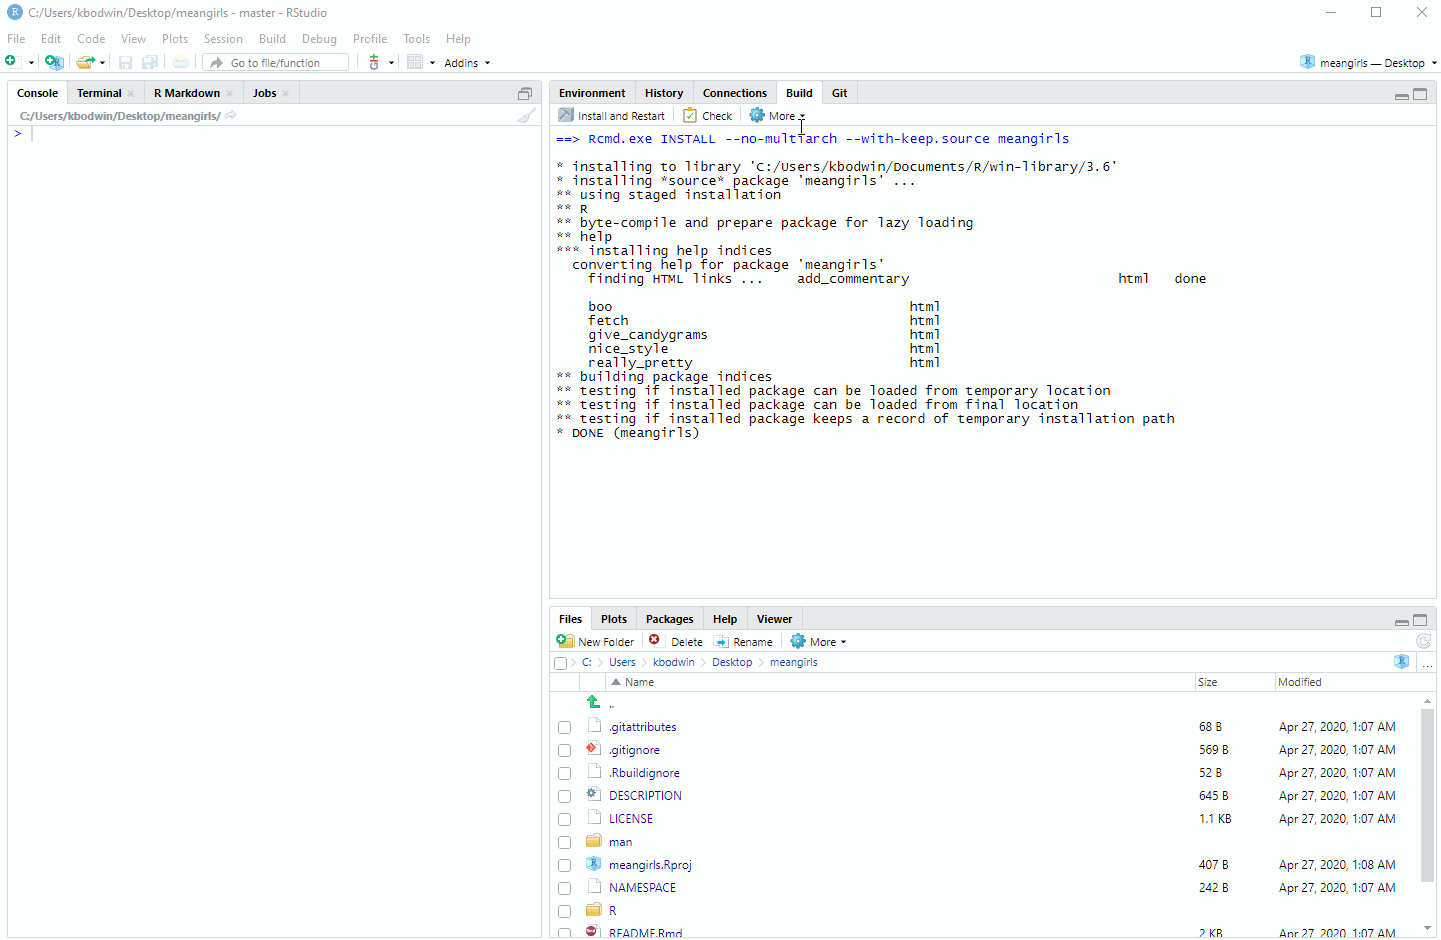 C:/Users/kbodwin/Desktop/meangirls - master - RStudio
File Edit Code View Plots Session Build Debug Profile Tools Help
Go to file/function Addins meangirls — Desktop
Console Terminal R Markdown Jobs
C:/Users/kbodwin/Desktop/meangirls/
>
Environment History Connections Build Git
Install and Restart Check More
==> Rcmd.exe INSTALL --no-multiarch --with-keep.source meangirls
* installing to library 'C:/Users/kbodwin/Documents/R/win-library/3.6'
* installing *source* package 'meangirls' ...
** using staged installation
** R
** byte-compile and prepare package for lazy loading
** help
*** installing help indices
converting help for package 'meangirls'
finding HTML links ... add_commentary html done
boo html
fetch html
give_candygrams html
nice_style html
really_pretty html
** building package indices
** testing if installed package can be loaded from temporary location
** testing if installed package can be loaded from final location
** testing if installed package keeps a record of temporary installation path
* DONE (meangirls)
Files Plots Packages Help Viewer
New Folder Delete Rename More
C: Users kbodwin Desktop meangirls ...
Name Size Modified
..
.gitattributes 68 B Apr 27, 2020, 1:07 AM
.gitignore 569 B Apr 27, 2020, 1:07 AM
.Rbuildignore 52 B Apr 27, 2020, 1:07 AM
DESCRIPTION 645 B Apr 27, 2020, 1:07 AM
LICENSE 1.1 KB Apr 27, 2020, 1:07 AM
man
meangirls.Rproj 407 B Apr 27, 2020, 1:08 AM
NAMESPACE 242 B Apr 27, 2020, 1:07 AM
R
README.Rmd 2 KB Apr 27, 2020, 1:07 AM